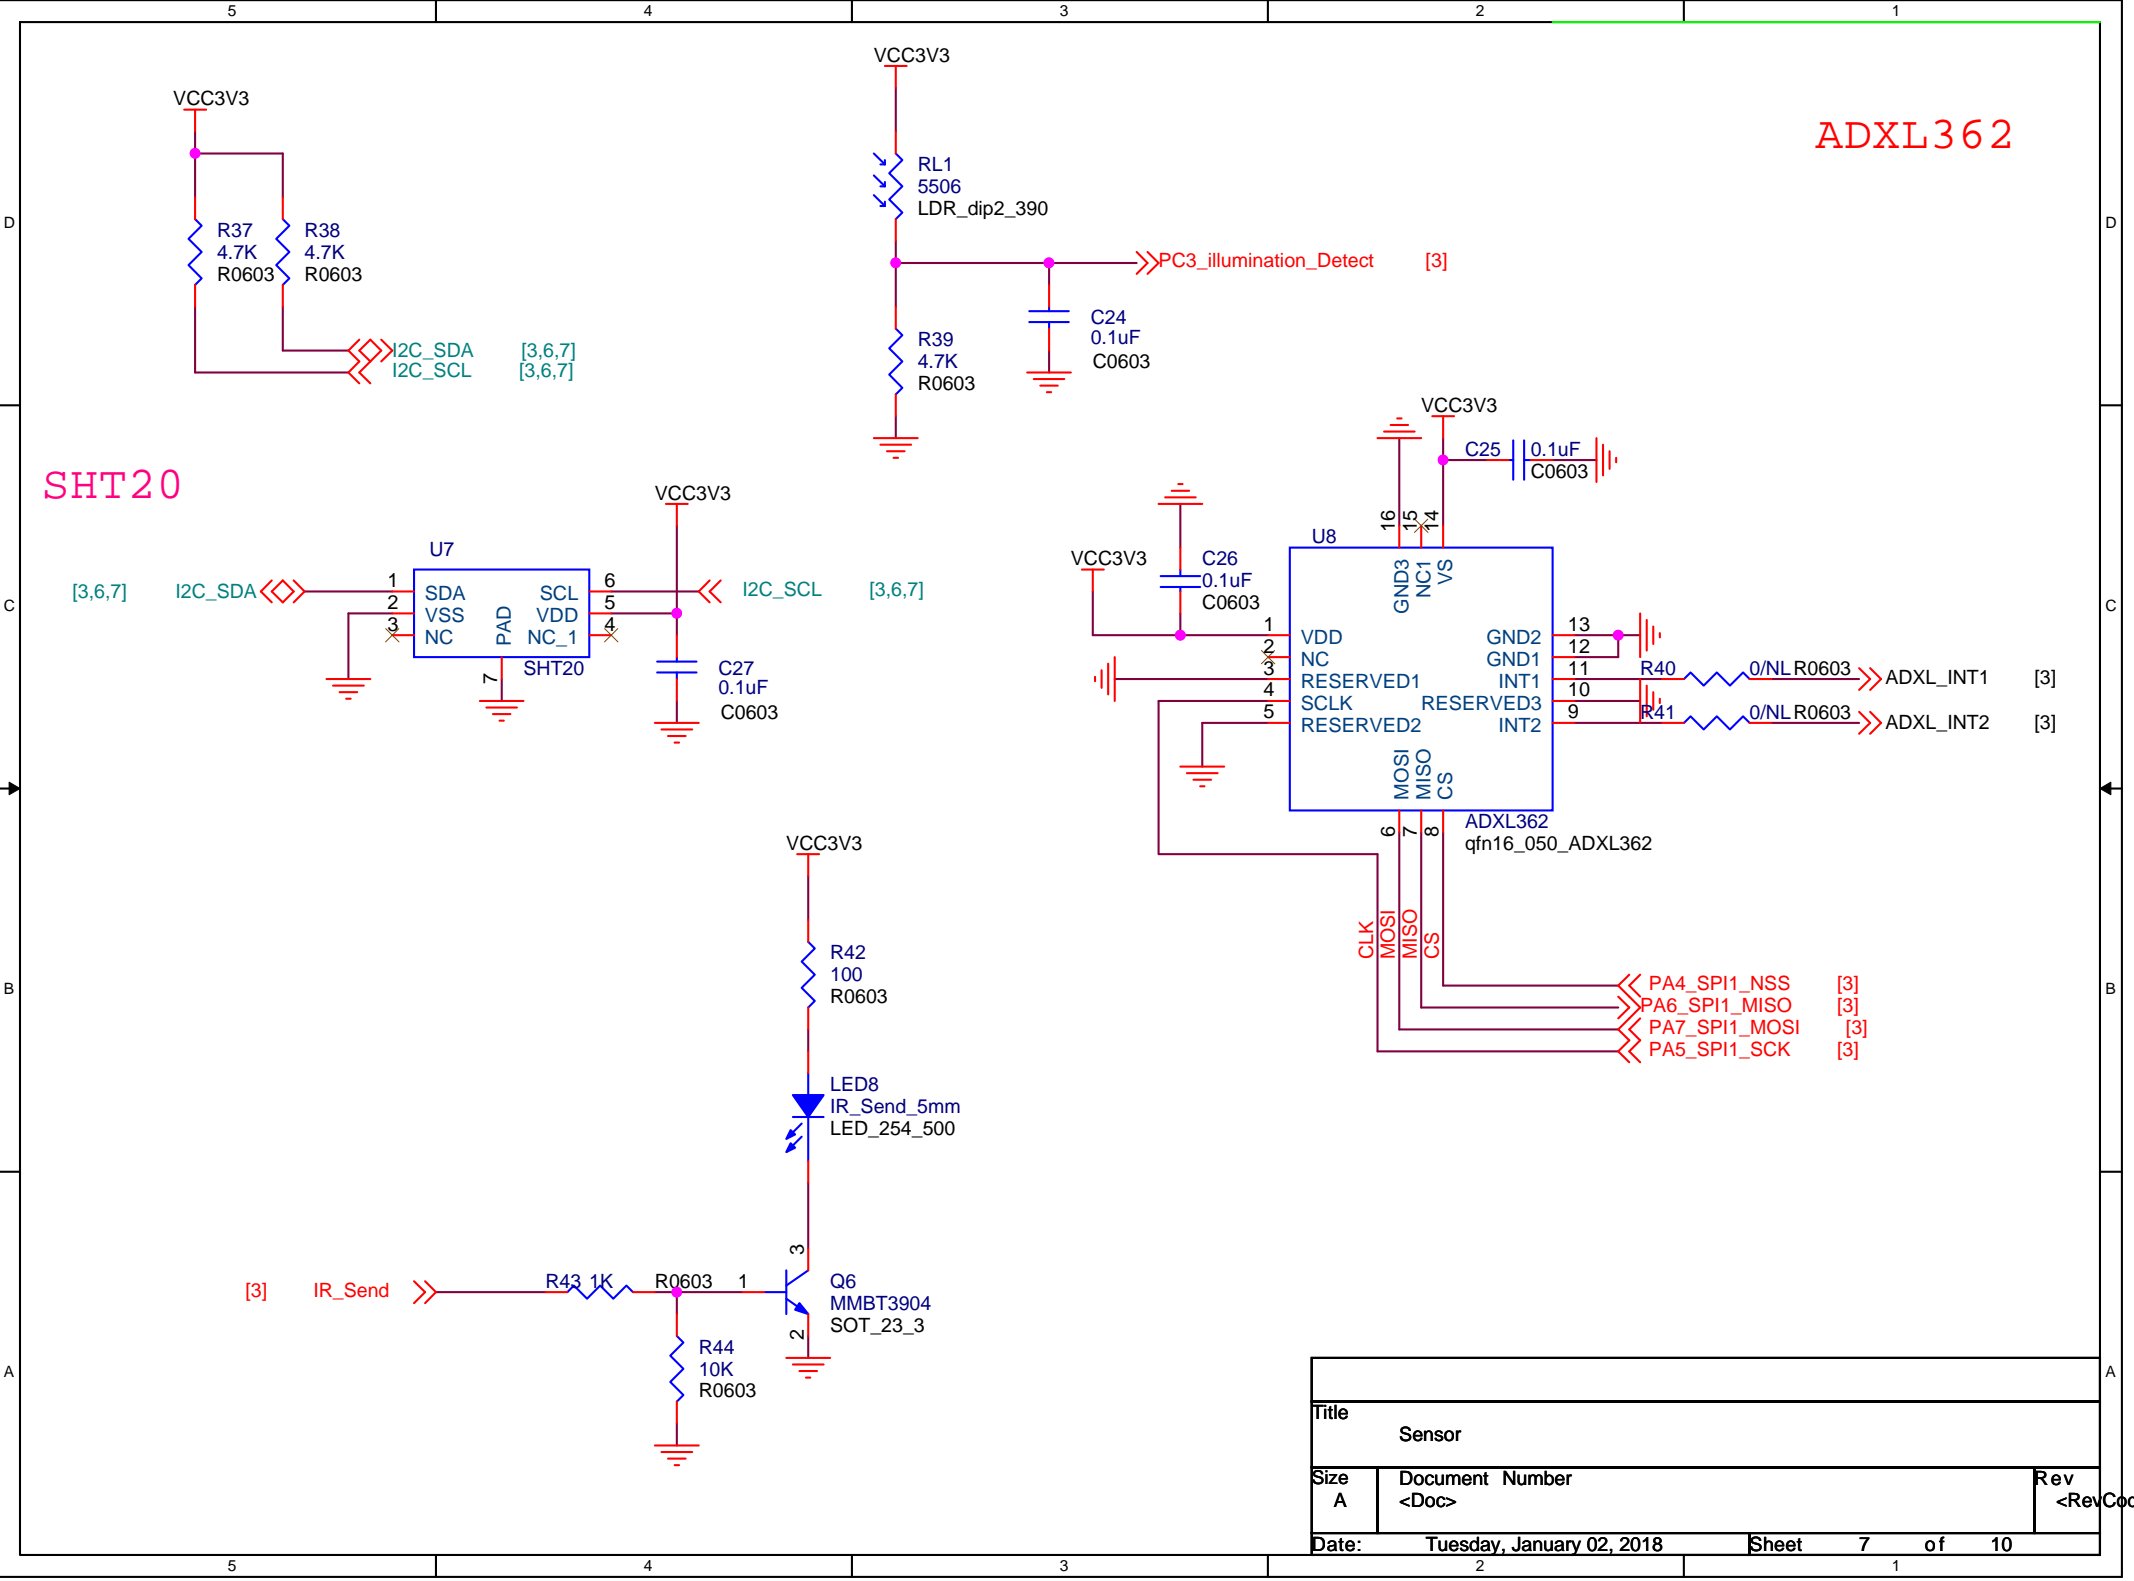 5 4 3 2 1
D
D
C
C
B
B
A
A
VCC3V3
R37
4.7K
R0603
R38
4.7K
R0603
I2C_SDA [3,6,7]
I2C_SCL [3,6,7]
VCC3V3
RL1
5506
LDR_dip2_390
PC3_illumination_Detect [3]
C24
0.1uF
C0603
R39
4.7K
R0603
ADXL362
SHT20
VCC3V3
U7
[3,6,7] I2C_SDA
1 SDA SCL 6
2 VSS VDD 5
3 NC NC_1 4
PAD
7
SHT20
I2C_SCL [3,6,7]
C27
0.1uF
C0603
VCC3V3
C25 0.1uF
C0603
VCC3V3
C26
0.1uF
C0603
U8
16 15 14
GND3 NC1 VS
1 VDD
2 NC
3 RESERVED1
4 SCLK
5 RESERVED2
GND2 13
GND1 12
INT1 11
RESERVED3 10
INT2 9
MOSI MISO CS
6 7 8
ADXL362
qfn16_050_ADXL362
R40 0/NL R0603 ADXL_INT1 [3]
R41 0/NL R0603 ADXL_INT2 [3]
CLK
MOSI
MISO
CS
PA4_SPI1_NSS [3]
PA6_SPI1_MISO [3]
PA7_SPI1_MOSI [3]
PA5_SPI1_SCK [3]
VCC3V3
R42
100
R0603
LED8
IR_Send_5mm
LED_254_500
[3] IR_Send
R43 1K R0603 1
3
2
Q6
MMBT3904
SOT_23_3
R44
10K
R0603
Title
Sensor
Size
A
Document Number
<Doc>
Rev
<RevCod
Date: Tuesday, January 02, 2018 Sheet 7 of 10
5 4 3 2 1